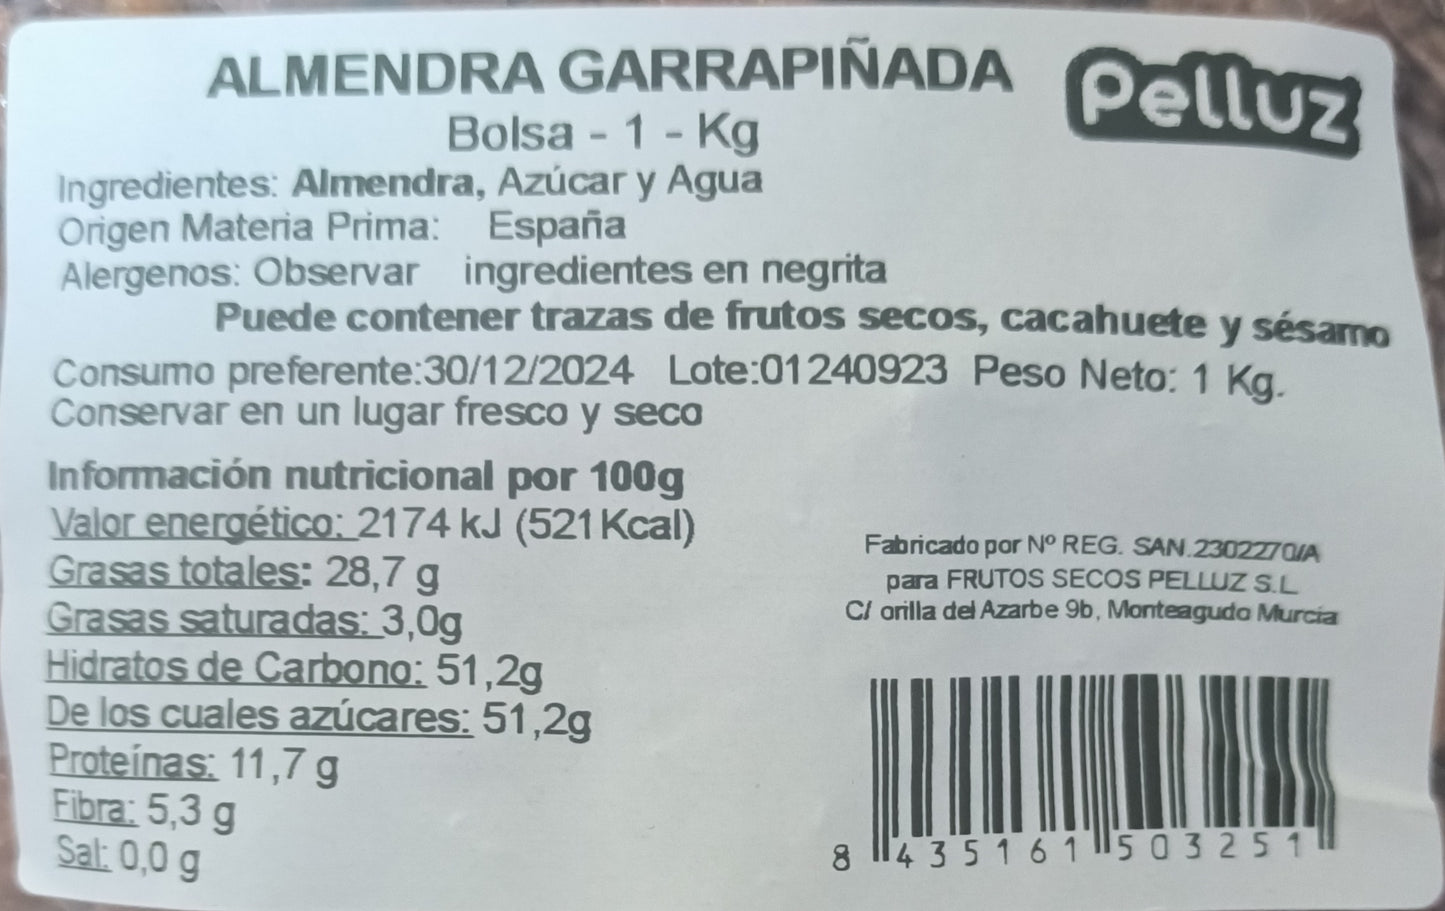 ALMENDRA GARRAPIÑADA
Pelluz
Bolsa - 1 - Kg
Ingredientes: Almendra, Azúcar y Agua
Origen Materia Prima: España
Alergenos: Observar ingredientes en negrita
Puede contener trazas de frutos secos, cacahuete y sésamo
Consumo preferente:30/12/2024 Lote:01240923 Peso Neto: 1 Kg.
Conservar en un lugar fresco y seco
Información nutricional por 100g
Valor energético: 2174 kJ (521 Kcal)
Grasas totales: 28,7 g
Grasas saturadas: 3,0g
Hidratos de Carbono: 51,2g
De los cuales azúcares: 51,2g
Proteínas: 11,7 g
Fibra: 5,3 g
Sal: 0,0 g
Fabricado por Nº REG. SAN.2302270/A
para FRUTOS SECOS PELLUZ S.L
C/ orilla del Azarbe 9b, Monteagudo Murcia
8 435161 503251